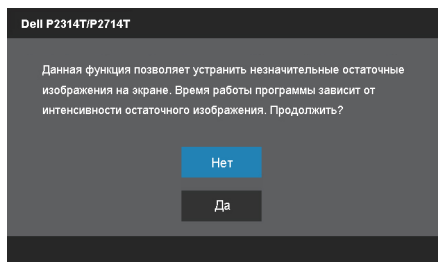 Dell P2314T/P2714T
Данная функция позволяет устранить незначительные остаточные
изображения на экране. Время работы программы зависит от
интенсивности остаточного изображения. Продолжить?
Нет
Да